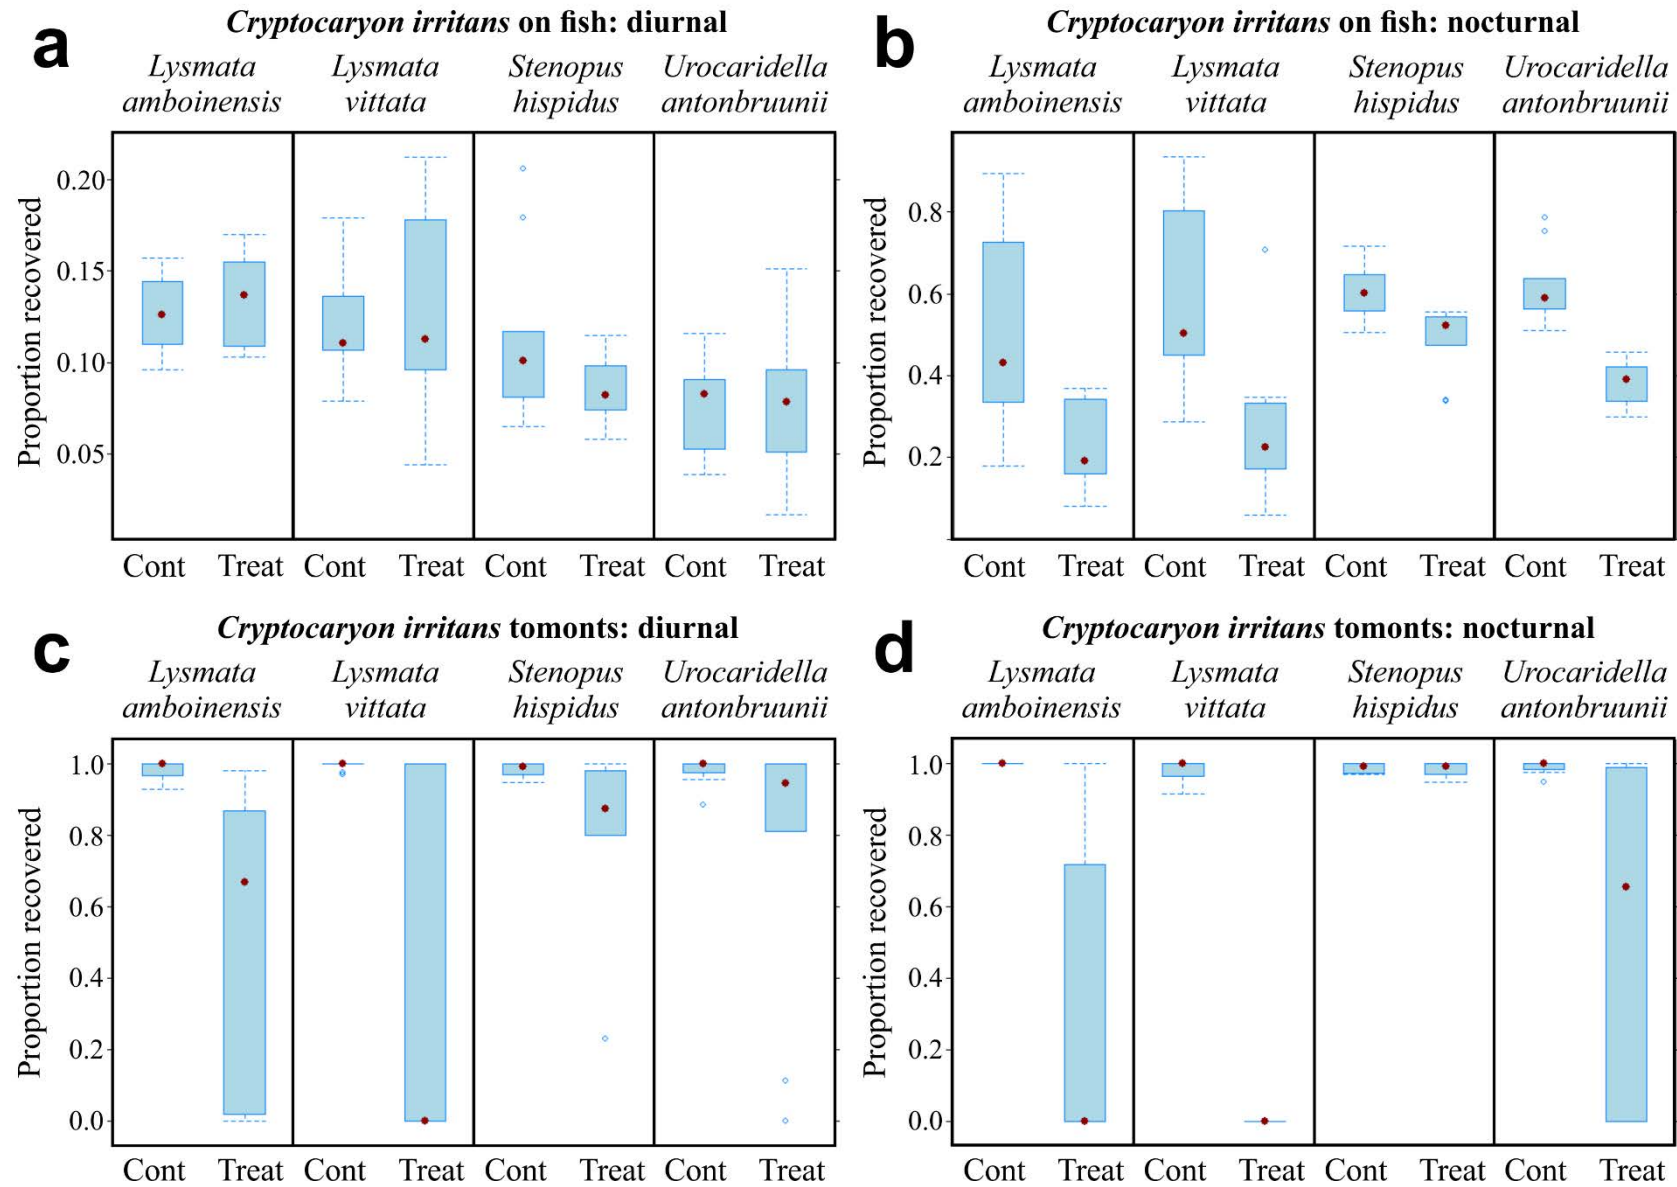 a
Cryptocaryon irritans on fish: diurnal
Lysmata amboinensis
Lysmata vittata
Stenopus hispidus
Urocaridella antonbruunii
Proportion recovered
0.20
0.15
0.10
0.05
Cont Treat Cont Treat Cont Treat Cont Treat
b
Cryptocaryon irritans on fish: nocturnal
Lysmata amboinensis
Lysmata vittata
Stenopus hispidus
Urocaridella antonbruunii
Proportion recovered
0.8
0.6
0.4
0.2
Cont Treat Cont Treat Cont Treat Cont Treat
c
Cryptocaryon irritans tomonts: diurnal
Lysmata amboinensis
Lysmata vittata
Stenopus hispidus
Urocaridella antonbruunii
Proportion recovered
1.0
0.8
0.6
0.4
0.2
0.0
Cont Treat Cont Treat Cont Treat Cont Treat
d
Cryptocaryon irritans tomonts: nocturnal
Lysmata amboinensis
Lysmata vittata
Stenopus hispidus
Urocaridella antonbruunii
Proportion recovered
1.0
0.8
0.6
0.4
0.2
0.0
Cont Treat Cont Treat Cont Treat Cont Treat